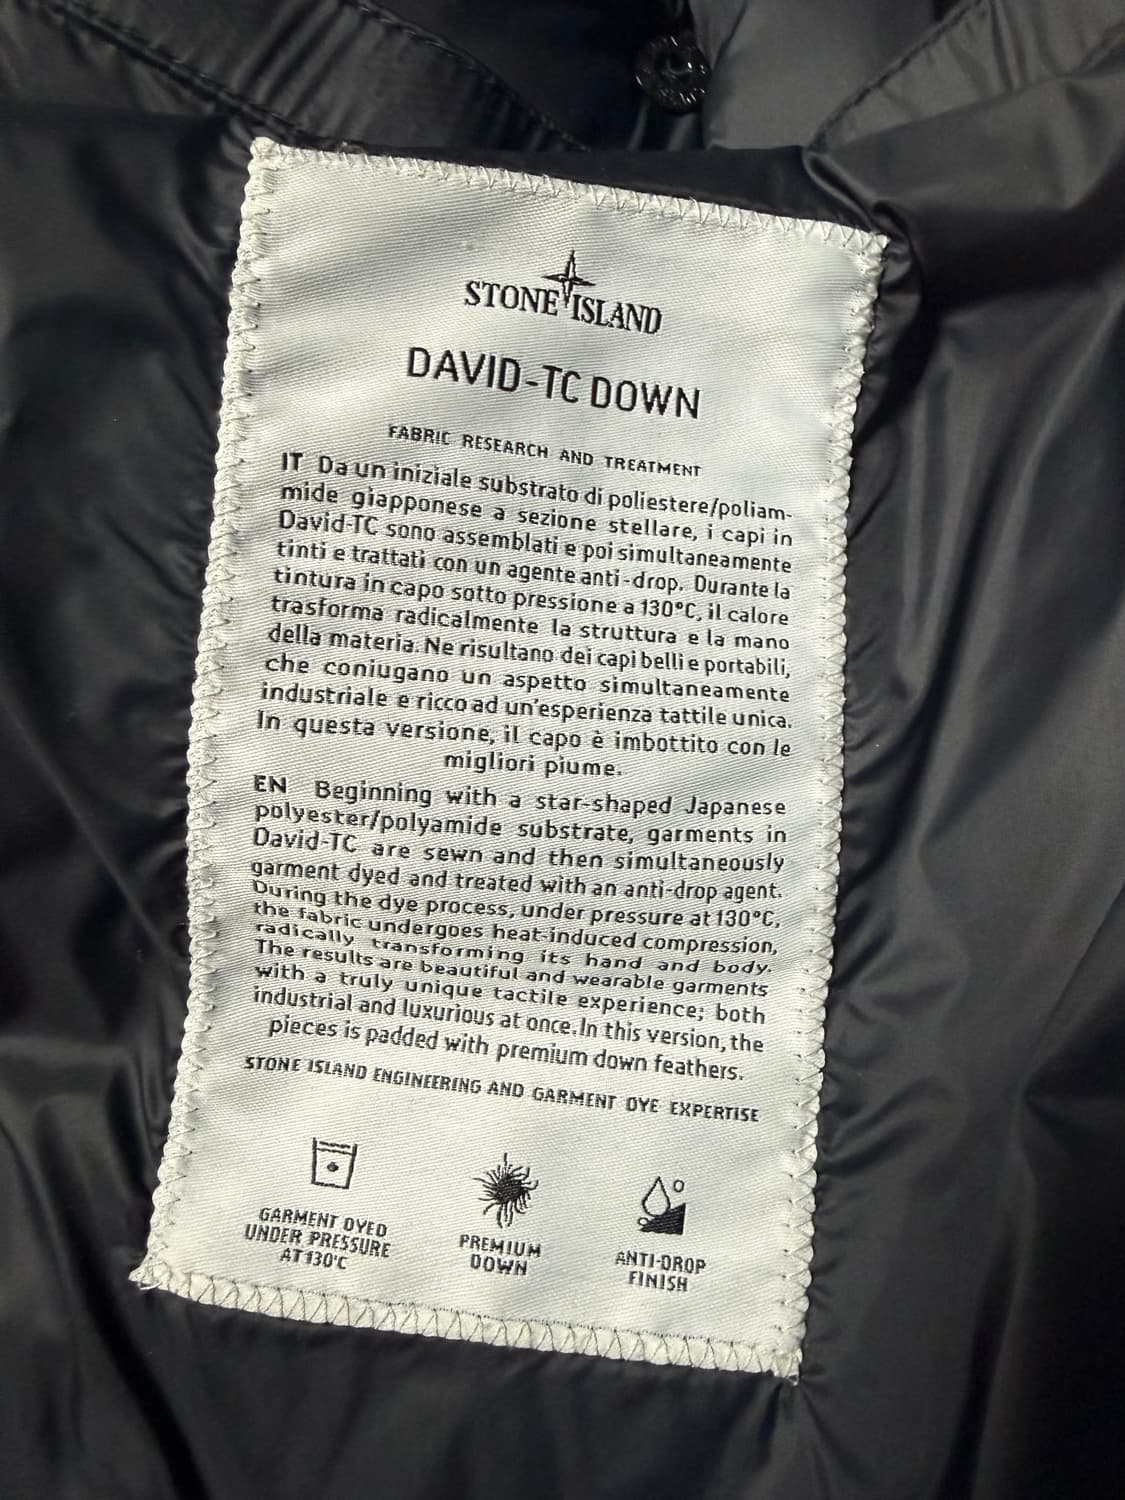 STONE ISLAND
DAVID-TC DOWN
FABRIC RESEARCH AND TREATMENT
IT Da un iniziale substrato di poliestere/poliam-
mide giapponese a sezione stellare, i capi in
David-TC sono assemblati e poi simultaneamente
tinti e trattati con un agente anti-drop. Durante la
tintura in capo sotto pressione a 130°C, il calore
trasforma radicalmente la struttura e la mano
della materia. Ne risultano dei capi belli e portabili,
che coniugano un aspetto simultaneamente
industriale e ricco ad un'esperienza tattile unica.
In questa versione, il capo è imbottito con le
migliori piume.
EN Beginning with a star-shaped Japanese
polyester/polyamide substrate, garments in
David-TC are sewn and then simultaneously
garment dyed and treated with an anti-drop agent.
During the dye process, under pressure at 130°C,
the fabric undergoes heat-induced compression,
radically transforming its hand and body.
The results are beautiful and wearable garments
with a truly unique tactile experience; both
industrial and luxurious at once. In this version, the
pieces is padded with premium down feathers.
STONE ISLAND ENGINEERING AND GARMENT DYE EXPERTISE
GARMENT DYED
UNDER PRESSURE
AT 130°C
PREMIUM
DOWN
ANTI-DROP
FINISH